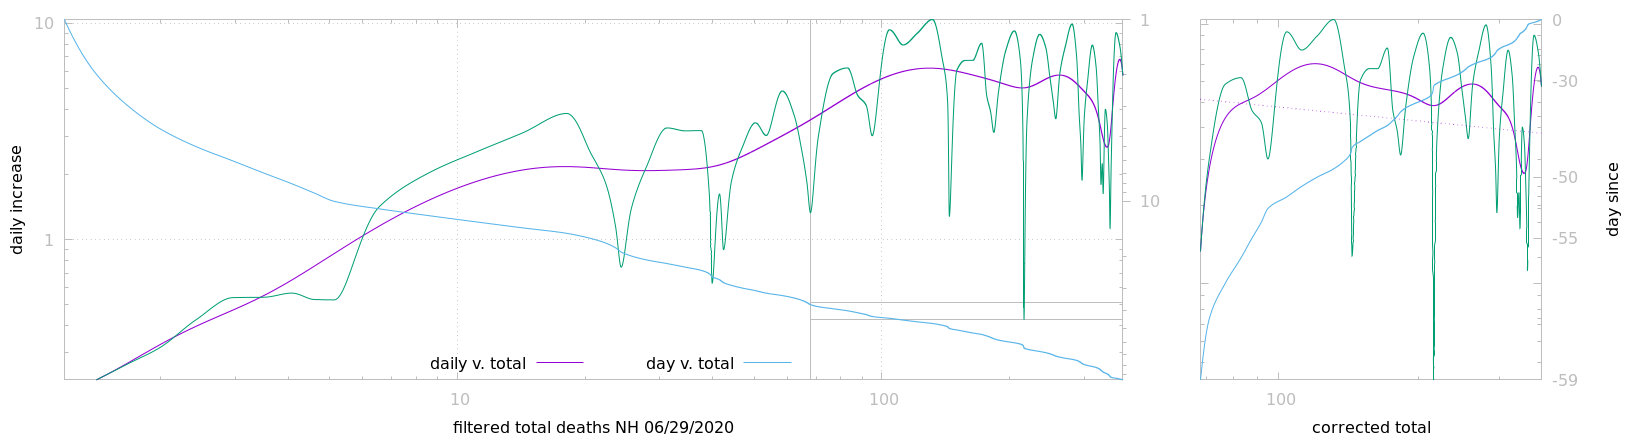 10
1
daily increase
1
10
0
-30
-50
-55
-59
day since
daily v. total
day v. total
10
100
100
filtered total deaths NH 06/29/2020
corrected total